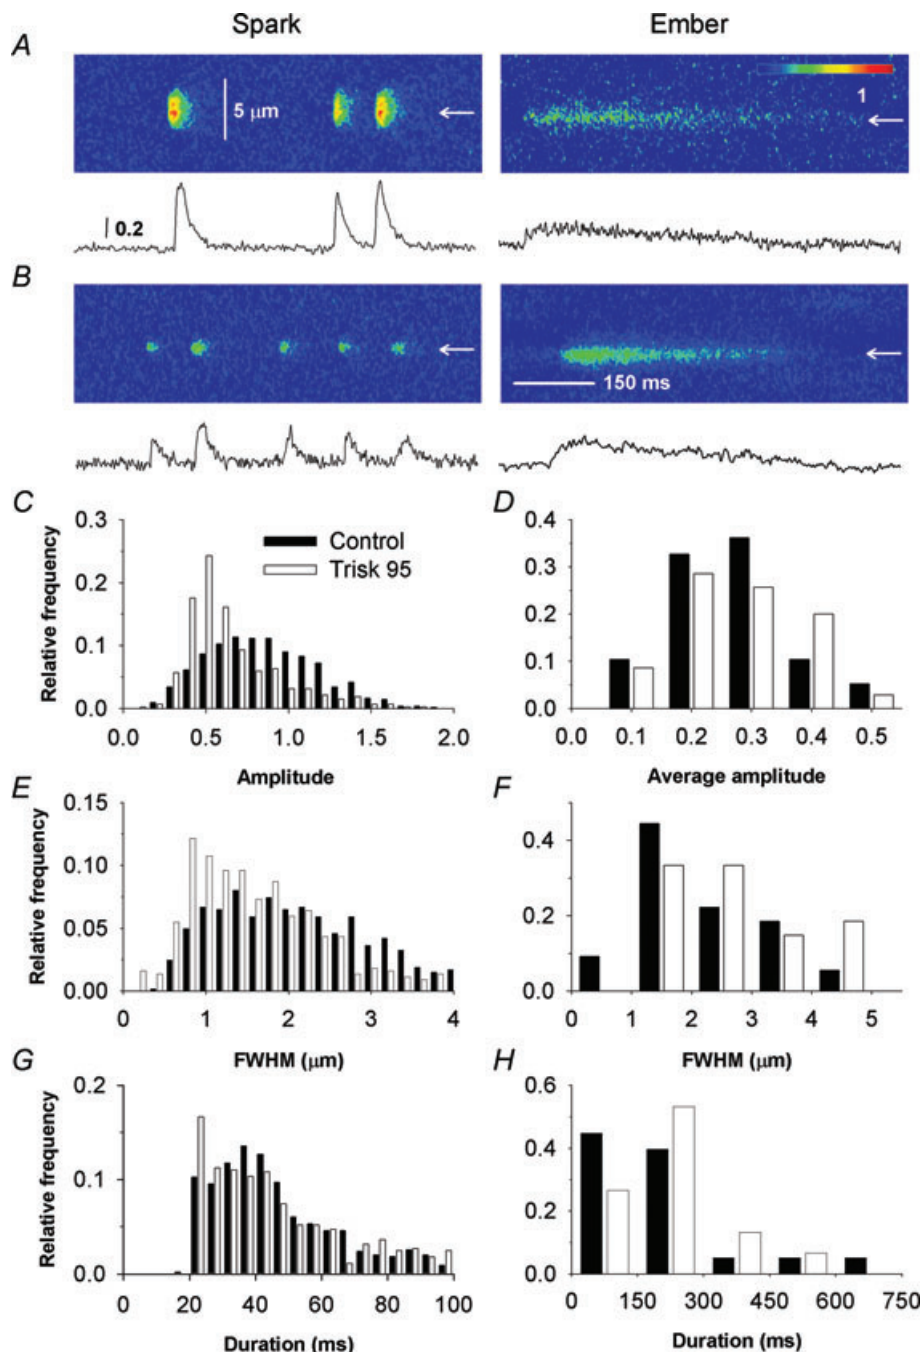 Spark Ember
A
5 μm
1
0.2
B
150 ms
C D
0.3
0.2
0.1
0.0
Relative frequency
Control
Trisk 95
0.0 0.5 1.0 1.5 2.0
Amplitude
0.4
0.3
0.2
0.1
0.0
0.0 0.1 0.2 0.3 0.4 0.5
Average amplitude
E F
0.15
0.10
0.05
0.00
Relative frequency
0 1 2 3 4
FWHM (μm)
0.4
0.2
0.0
0 1 2 3 4 5
FWHM (μm)
G H
0.2
0.1
0.0
Relative frequency
0 20 40 60 80 100
Duration (ms)
0.6
0.4
0.2
0.0
0 150 300 450 600 750
Duration (ms)